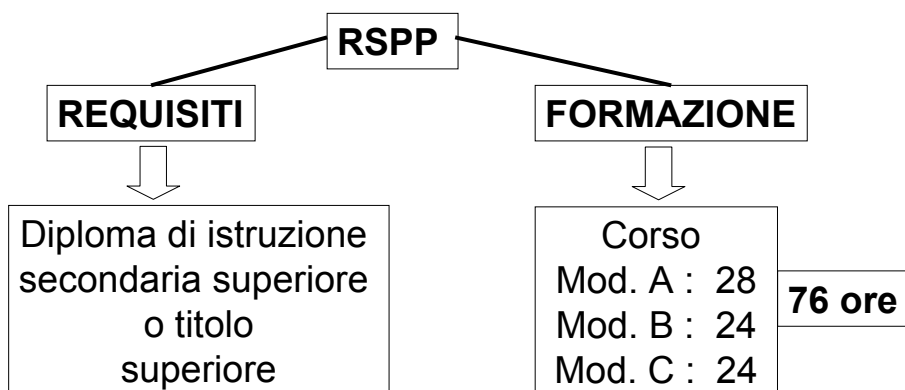 RSPP
REQUISITI
FORMAZIONE
Diploma di istruzione
secondaria superiore
o titolo
superiore
Corso
Mod. A : 28
Mod. B : 24
Mod. C : 24
76 ore